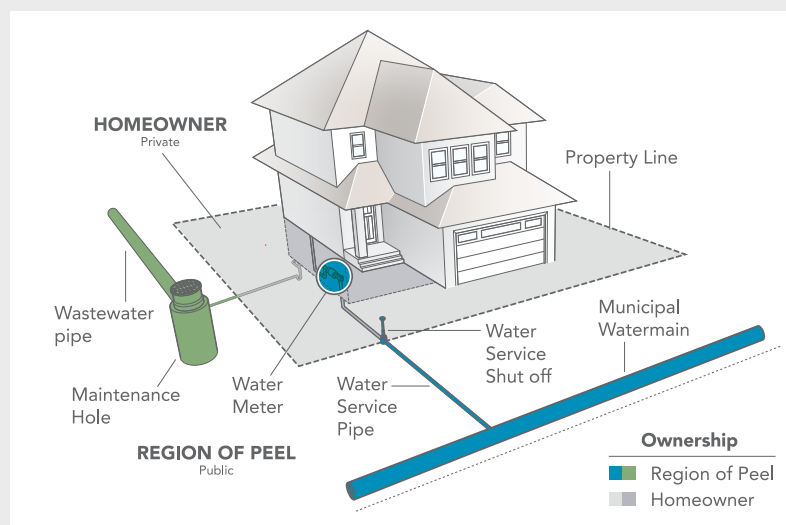 HOMEOWNER
Private
Property Line
Wastewater
pipe
Maintenance
Hole
Water
Meter
Water
Service
Pipe
Water
Service
Shut off
Municipal
Watermain
REGION OF PEEL
Public
Ownership
Region of Peel
Homeowner